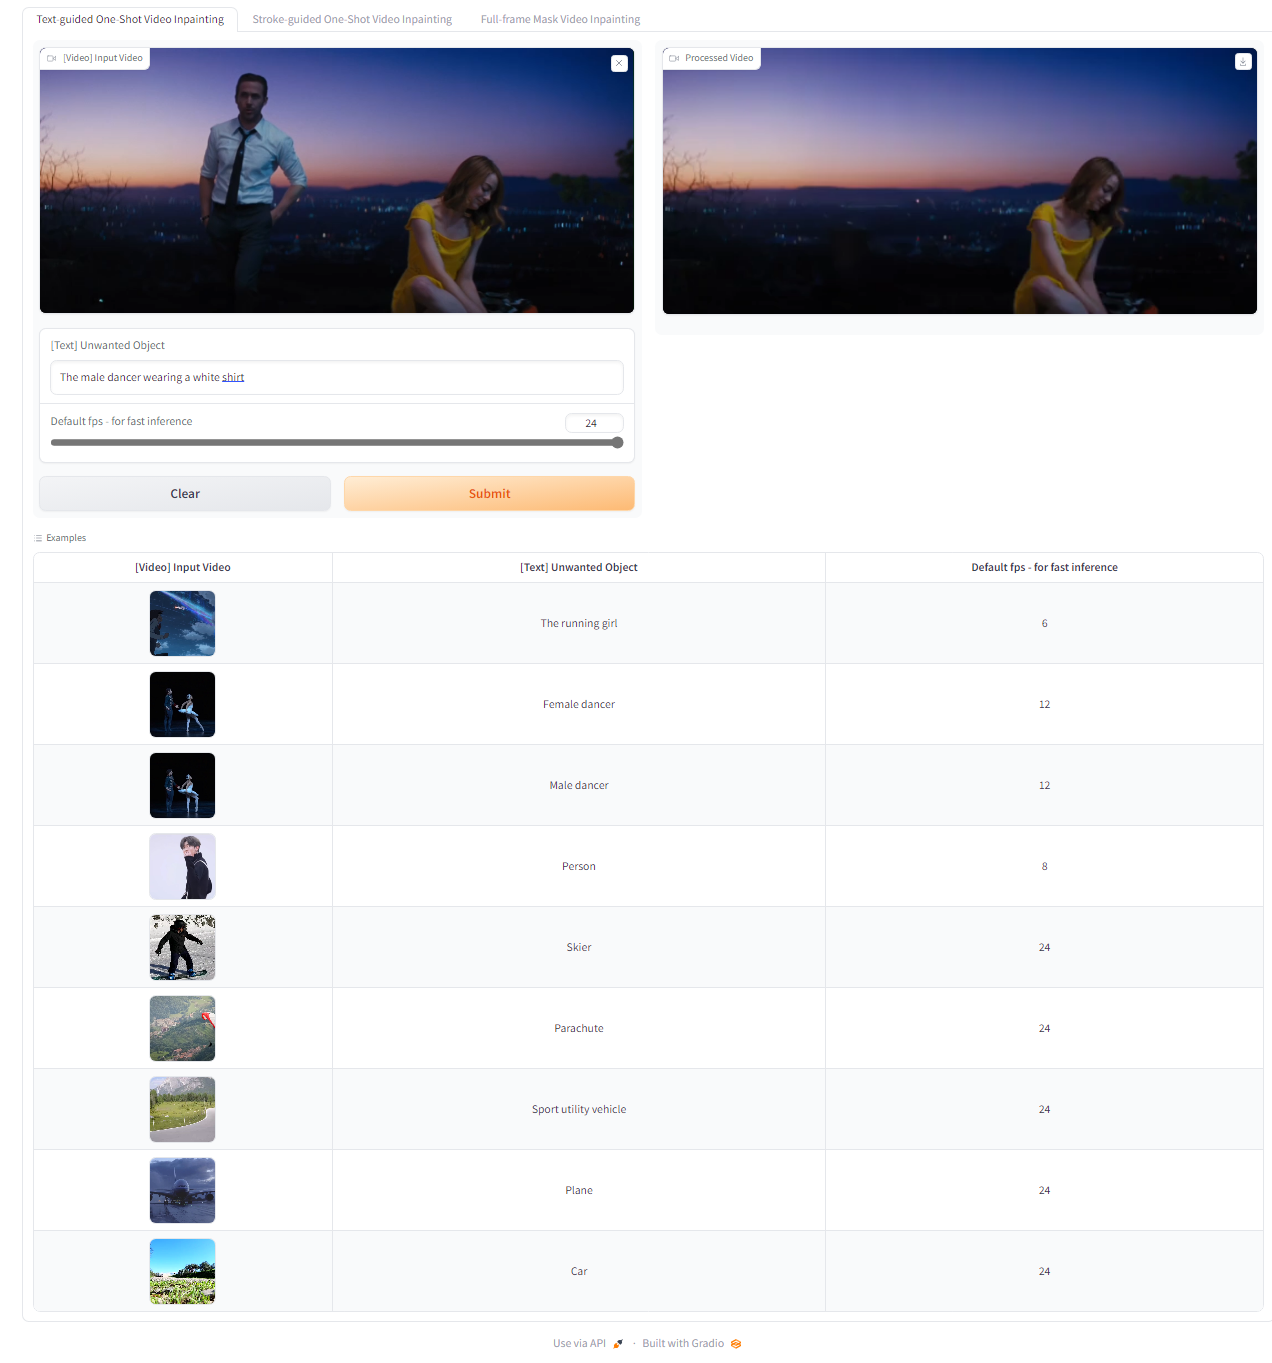 Text-guided One-Shot Video Inpainting
Stroke-guided One-Shot Video Inpainting
Full-frame Mask Video Inpainting
[Video] Input Video
Processed Video
[Text] Unwanted Object
The male dancer wearing a white shirt
Default fps - for fast inference
24
Clear
Submit
Examples
[Video] Input Video
[Text] Unwanted Object
Default fps - for fast inference
The running girl
6
Female dancer
12
Male dancer
12
Person
8
Skier
24
Parachute
24
Sport utility vehicle
24
Plane
24
Car
24
Use via API · Built with Gradio